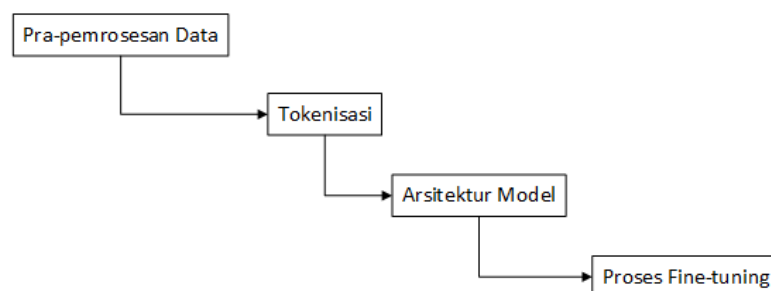 Pra-pemrosesan Data
Tokenisasi
Arsitektur Model
Proses Fine-tuning